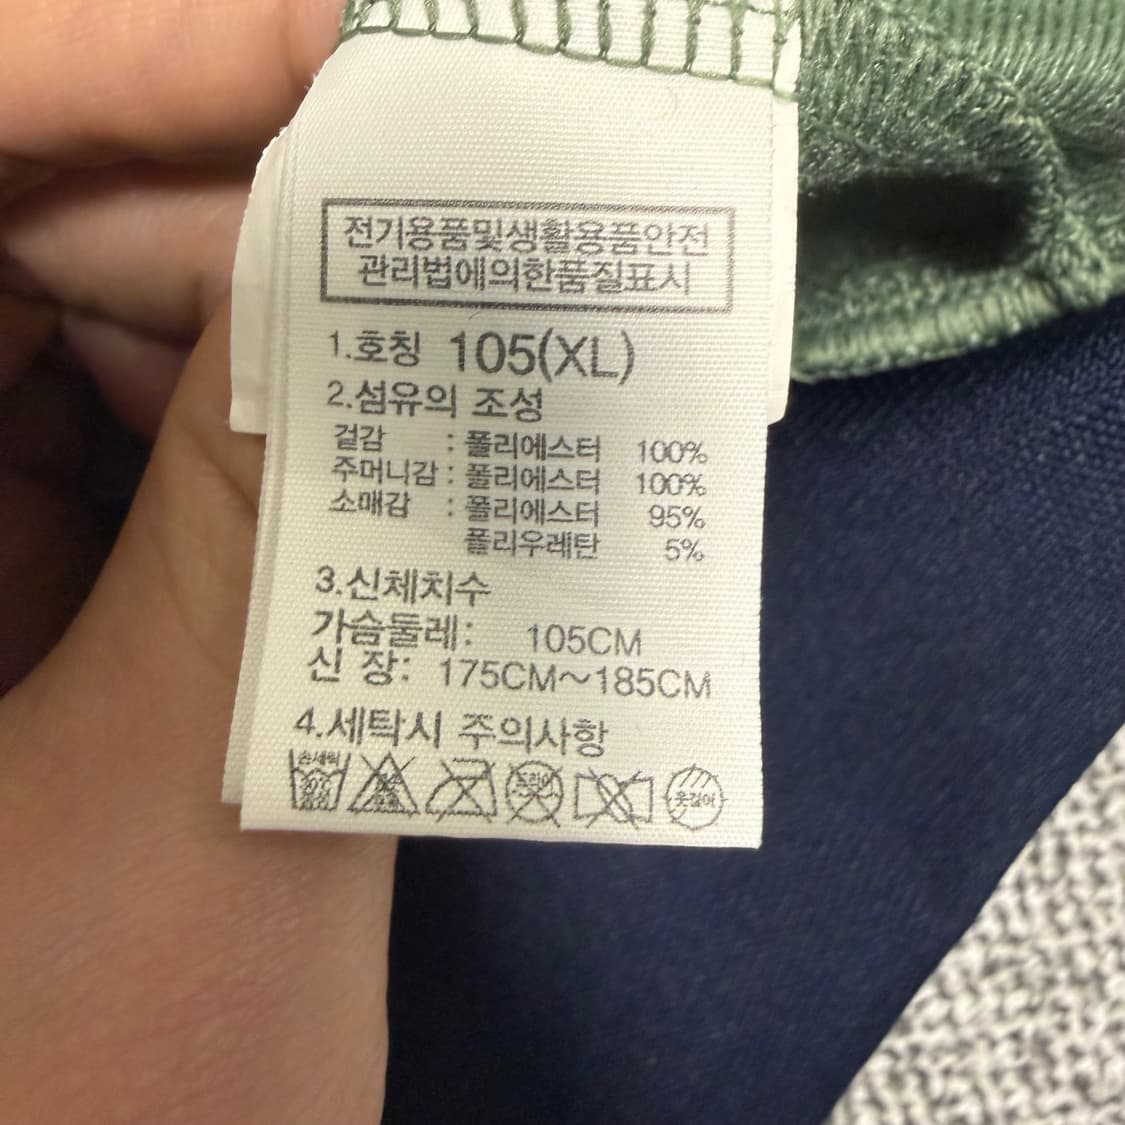 전기용품및생활용품안전
관리법에의한품질표시
1.호칭 105(XL)
2.섬유의 조성
겉감 : 폴리에스터 100%
주머니감 : 폴리에스터 100%
소매감 : 폴리에스터 95%
폴리우레탄 5%
3.신체치수
가슴둘레: 105CM
신 장: 175CM~185CM
4.세탁시 주의사항
손세탁
드라이
옷걸이